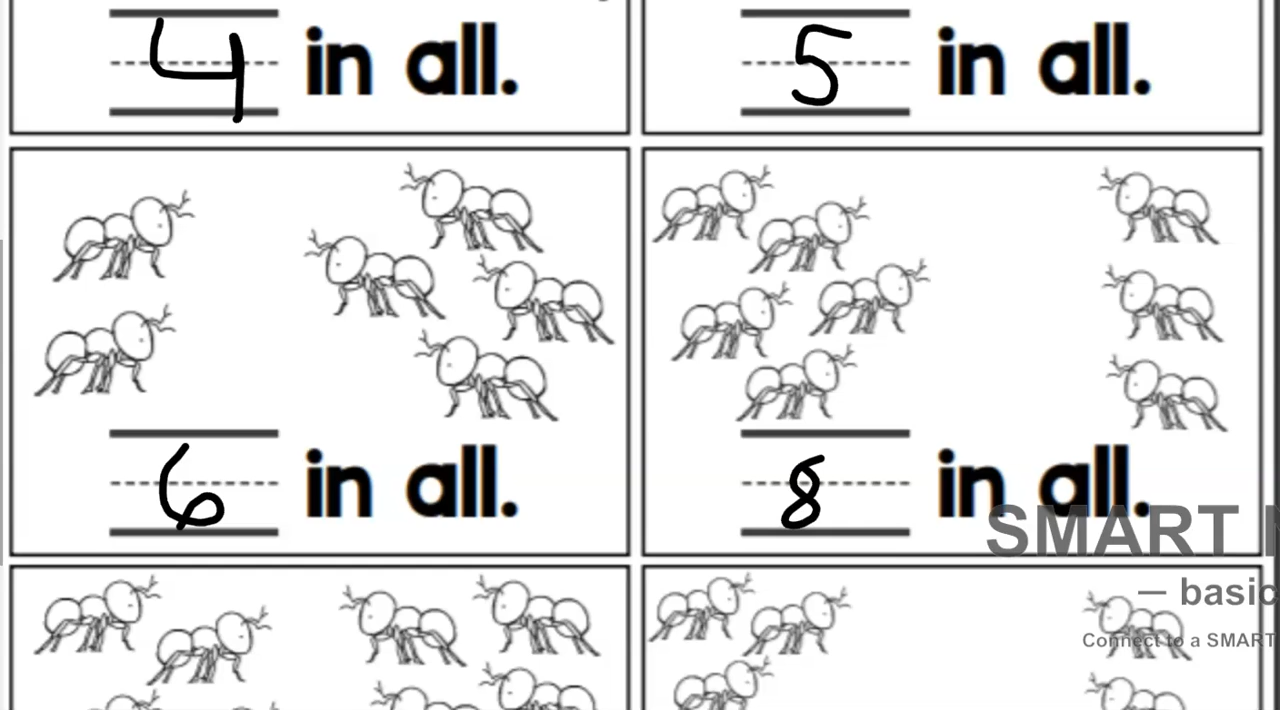 4 in all.
5 in all.
6 in all.
8 in all.
SMART
— basic
Connect to a SMART